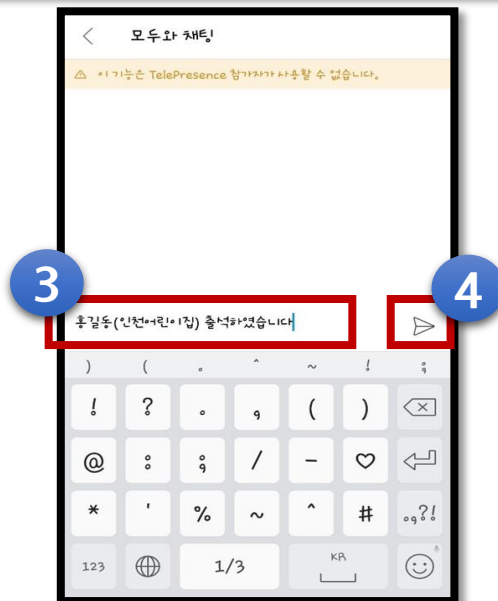 < 모두와 채팅
⚠ 이 기능은 TelePresence 참가자가 사용할 수 없습니다.
3
4
홍길동(인천어린이집) 출석하였습니다
) ( 。 ^ ~ ! ;
! ? . , ( )
@ : ; / - ♡
* ' % ~ ^ # .,?!
123 1/3 KR